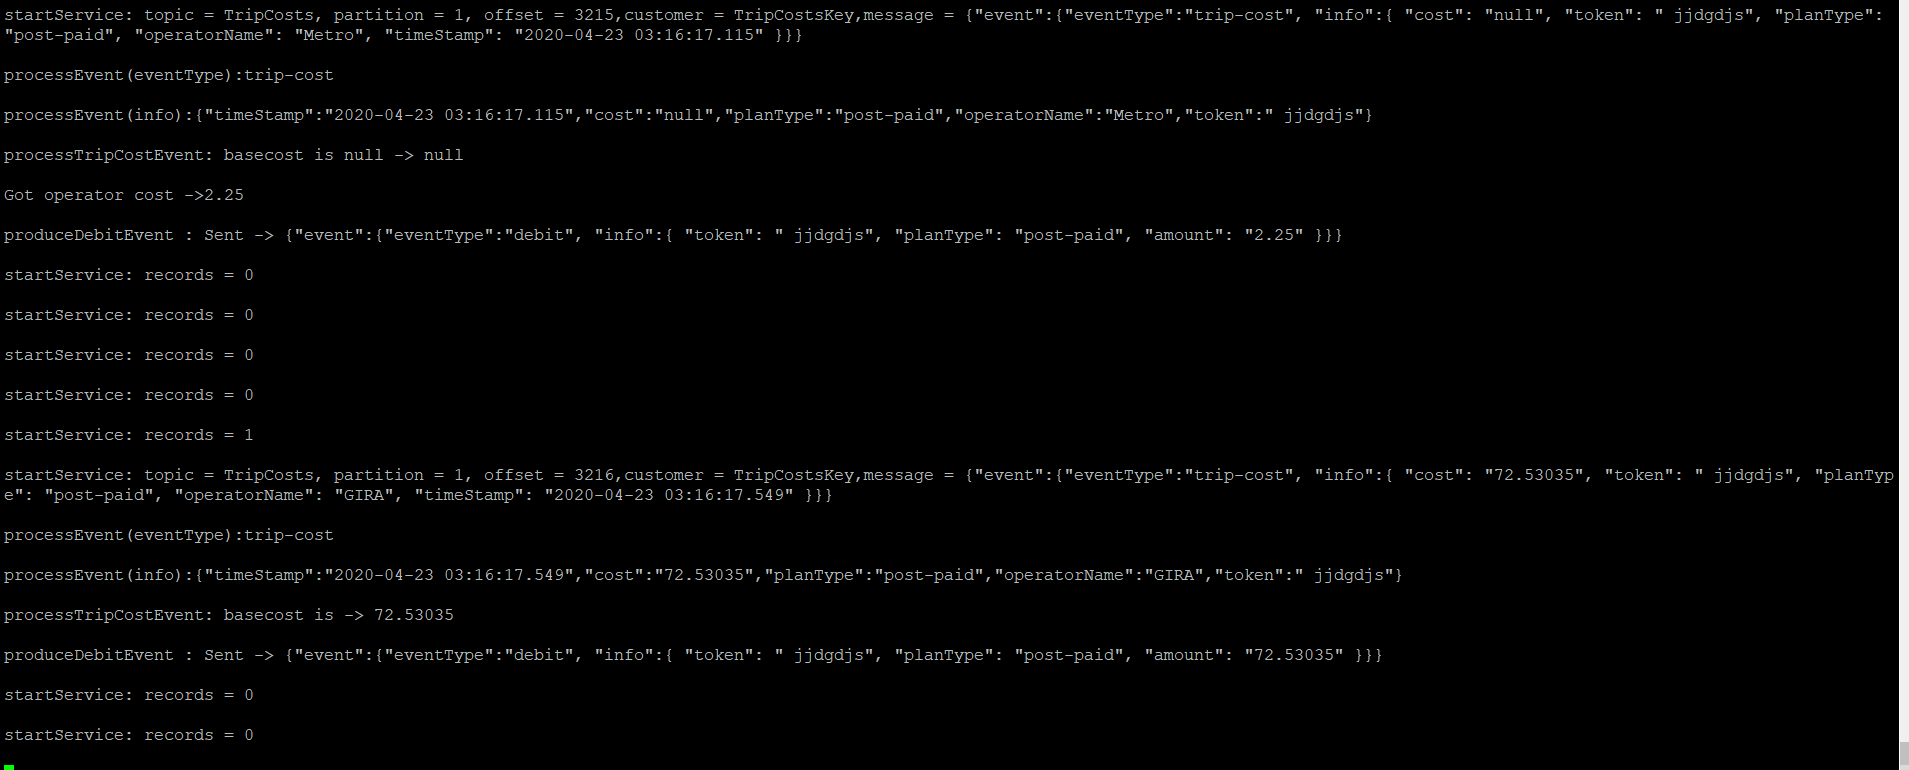 startService: topic = TripCosts, partition = 1, offset = 3215,customer = TripCostsKey,message = {"event":{"eventType":"trip-cost", "info":{ "cost": "null", "token": " jjdgdjs", "planType":
"post-paid", "operatorName": "Metro", "timeStamp": "2020-04-23 03:16:17.115" }}}
processEvent(eventType):trip-cost
processEvent(info):{"timeStamp":"2020-04-23 03:16:17.115","cost":"null","planType":"post-paid","operatorName":"Metro","token":" jjdgdjs"}
processTripCostEvent: basecost is null -> null
Got operator cost ->2.25
produceDebitEvent : Sent -> {"event":{"eventType":"debit", "info":{ "token": " jjdgdjs", "planType": "post-paid", "amount": "2.25" }}}
startService: records = 0
startService: records = 0
startService: records = 0
startService: records = 0
startService: records = 1
startService: topic = TripCosts, partition = 1, offset = 3216,customer = TripCostsKey,message = {"event":{"eventType":"trip-cost", "info":{ "cost": "72.53035", "token": " jjdgdjs", "planTyp
e": "post-paid", "operatorName": "GIRA", "timeStamp": "2020-04-23 03:16:17.549" }}}
processEvent(eventType):trip-cost
processEvent(info):{"timeStamp":"2020-04-23 03:16:17.549","cost":"72.53035","planType":"post-paid","operatorName":"GIRA","token":" jjdgdjs"}
processTripCostEvent: basecost is -> 72.53035
produceDebitEvent : Sent -> {"event":{"eventType":"debit", "info":{ "token": " jjdgdjs", "planType": "post-paid", "amount": "72.53035" }}}
startService: records = 0
startService: records = 0